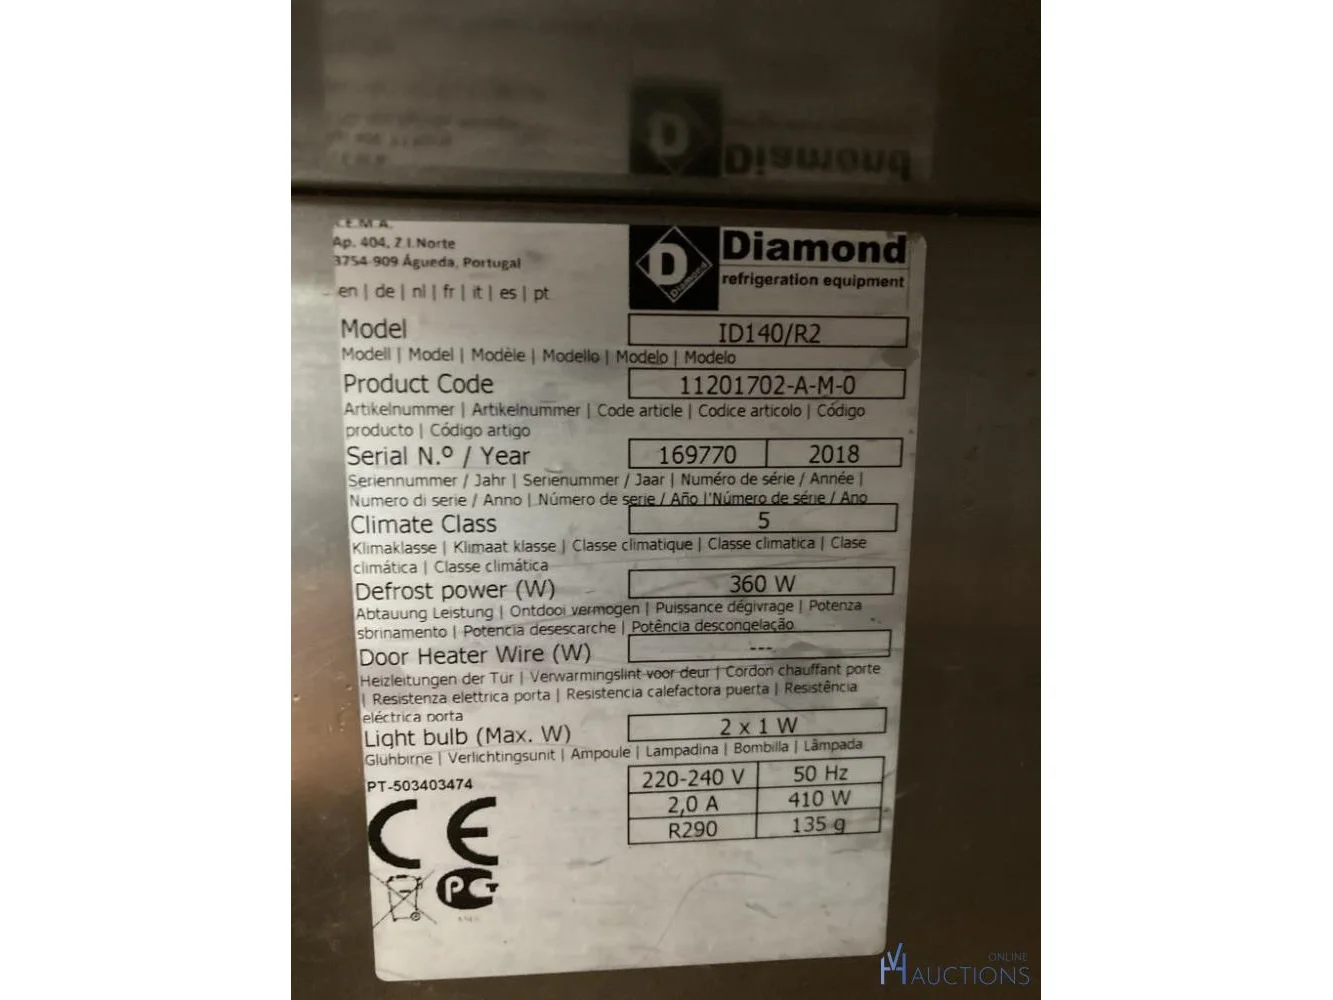 Diamond
Ap. 404, Z.I.Norte
3754-909 Águeda, Portugal
en | de | nl | fr | it | es | pt
D
Diamond
Diamond
refrigeration equipment
Model
ID140/R2
Modell | Model | Modèle | Modello | Modelo | Modelo
Product Code
11201702-A-M-0
Artikelnummer | Artikelnummer | Code article | Codice articolo | Código
producto | Código artigo
Serial N.º / Year
169770
2018
Seriennummer / Jahr | Serienummer / Jaar | Numéro de série / Année |
Numero di serie / Anno | Número de serie / Año | Número de série / Ano
Climate Class
5
Klimaklasse | Klimaat klasse | Classe climatique | Classe climatica | Clase
climática | Classe climática
Defrost power (W)
360 W
Abtauung Leistung | Ontdooi vermogen | Puissance dégivrage | Potenza
sbrinamento | Potencia desescarche | Potência descongelação
Door Heater Wire (W)
---
Heizleitungen der Tür | Verwarmingslint voor deur | Cordon chauffant porte
| Resistenza elettrica porta | Resistencia calefactora puerta | Resistência
eléctrica porta
Light bulb (Max. W)
2 x 1 W
Glühbirne | Verlichtingsunit | Ampoule | Lampadina | Bombilla | Lâmpada
PT-503403474
220-240 V
50 Hz
2,0 A
410 W
R290
135 g
CE
ONLINE
AUCTIONS